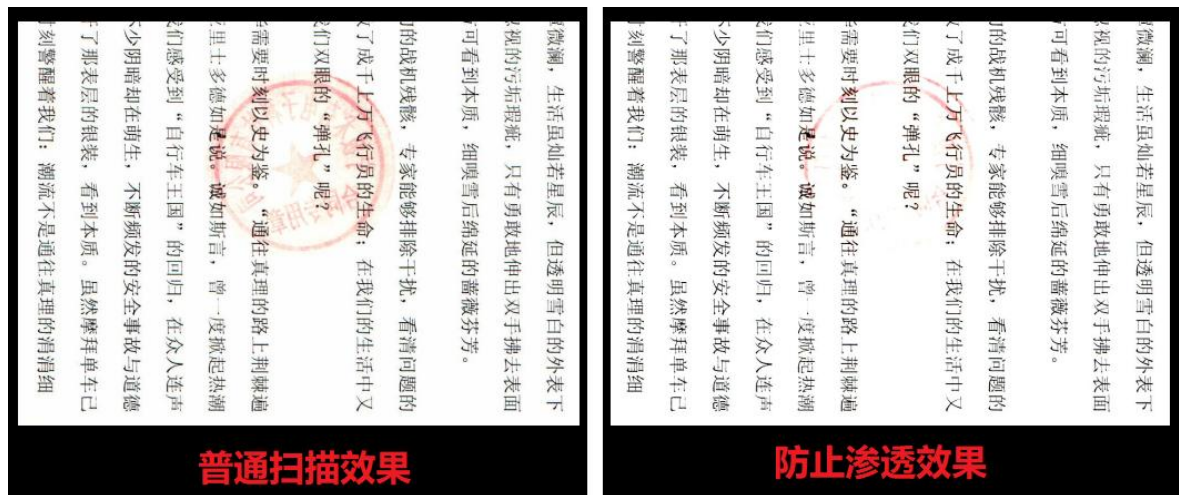 微澜，生活虽灿若星辰，但透明雪白的外表下
视的污垢瑕疵，只有勇敢地伸出双手拂去表面
可看到本质，细嗅雪后绵延的蔷薇芬芳。
的战机残骸，专家能够排除干扰，看清问题的
了成千上万飞行员的生命；在我们的生活中又
们双眼的“弹孔”呢？
需要时刻以史为鉴。“通往真理的路上荆棘遍
里士多德如是说。诚如斯言，曾一度掀起热潮
们感受到“自行车王国”的回归，在众人连声
少阴暗却在萌生，不断频发的安全事故与道德
了那表层的银装，看到本质。虽然摩拜单车已
刻警醒着我们：潮流不是通往真理的涓涓细
合同专用章
普通扫描效果
微澜，生活虽灿若星辰，但透明雪白的外表下
视的污垢瑕疵，只有勇敢地伸出双手拂去表面
可看到本质，细嗅雪后绵延的蔷薇芬芳。
的战机残骸，专家能够排除干扰，看清问题的
了成千上万飞行员的生命；在我们的生活中又
们双眼的“弹孔”呢？
需要时刻以史为鉴。“通往真理的路上荆棘遍
里士多德如是说。诚如斯言，曾一度掀起热潮
们感受到“自行车王国”的回归，在众人连声
少阴暗却在萌生，不断频发的安全事故与道德
了那表层的银装，看到本质。虽然摩拜单车已
刻警醒着我们：潮流不是通往真理的涓涓细
防止渗透效果